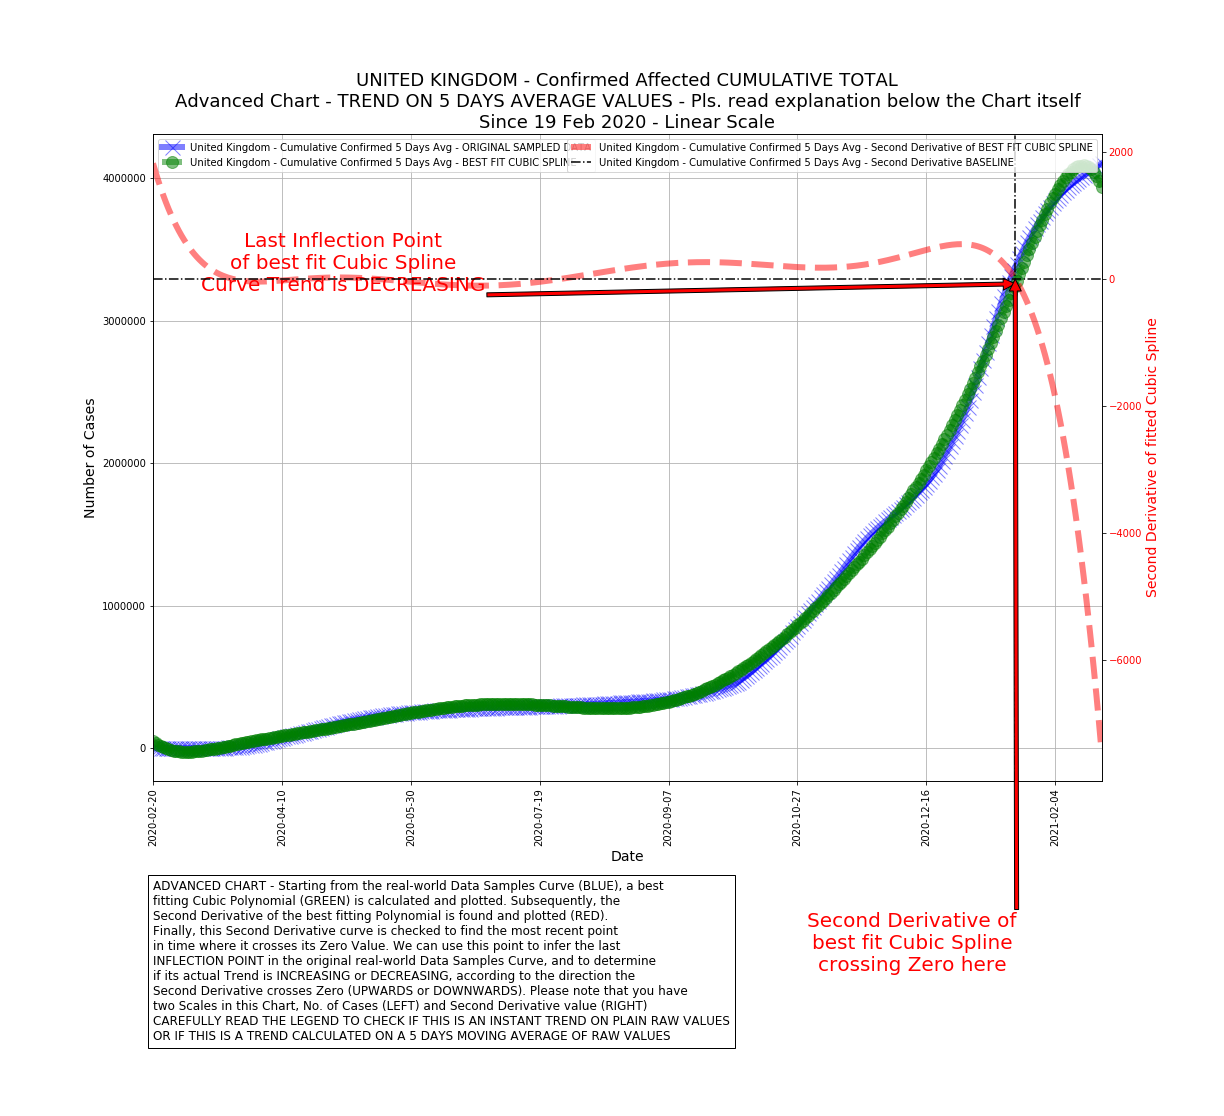 UNITED KINGDOM - Confirmed Affected CUMULATIVE TOTAL
Advanced Chart - TREND ON 5 DAYS AVERAGE VALUES - Pls. read explanation below the Chart itself
Since 19 Feb 2020 - Linear Scale
United Kingdom - Cumulative Confirmed 5 Days Avg - ORIGINAL SAMPLED
United Kingdom - Cumulative Confirmed 5 Days Avg - BEST FIT CUBIC SPLINE
United Kingdom - Cumulative Confirmed 5 Days Avg - Second Derivative of BEST FIT CUBIC SPLINE
United Kingdom - Cumulative Confirmed 5 Days Avg - Second Derivative BASELINE
Last Inflection Point
of best fit Cubic Spline
Curve Trend is DECREASING
Number of Cases
4000000
3000000
2000000
1000000
0
2000
0
−2000
−4000
−6000
Second Derivative of fitted Cubic Spline
2020-02-20
2020-04-10
2020-05-30
2020-07-19
2020-09-07
2020-10-27
2020-12-16
2021-02-04
Date
Second Derivative of
best fit Cubic Spline
crossing Zero here
ADVANCED CHART - Starting from the real-world Data Samples Curve (BLUE), a best
fitting Cubic Polynomial (GREEN) is calculated and plotted. Subsequently, the
Second Derivative of the best fitting Polynomial is found and plotted (RED).
Finally, this Second Derivative curve is checked to find the most recent point
in time where it crosses its Zero Value. We can use this point to infer the last
INFLECTION POINT in the original real-world Data Samples Curve, and to determine
if its actual Trend is INCREASING or DECREASING, according to the direction the
Second Derivative crosses Zero (UPWARDS or DOWNWARDS). Please note that you have
two Scales in this Chart, No. of Cases (LEFT) and Second Derivative value (RIGHT)
CAREFULLY READ THE LEGEND TO CHECK IF THIS IS AN INSTANT TREND ON PLAIN RAW VALUES
OR IF THIS IS A TREND CALCULATED ON A 5 DAYS MOVING AVERAGE OF RAW VALUES